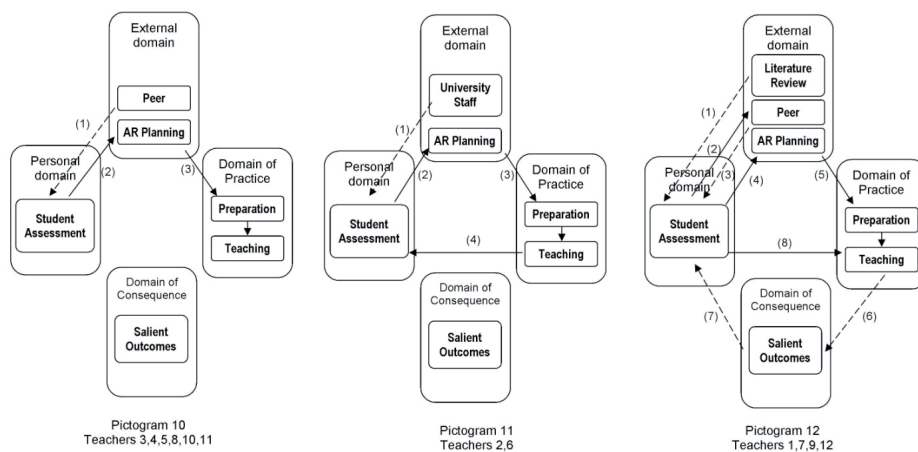 External
domain
Peer
AR Planning
(1)
(2)
(3)
Personal
domain
Student
Assessment
Domain of
Practice
Preparation
Teaching
Domain of
Consequence
Salient
Outcomes
Pictogram 10
Teachers 3,4,5,8,10,11
External
domain
University
Staff
AR Planning
(1)
(2)
(3)
Personal
domain
Student
Assessment
Domain of
Practice
Preparation
Teaching
(4)
Domain of
Consequence
Salient
Outcomes
Pictogram 11
Teachers 2,6
External
domain
Literature
Review
Peer
AR Planning
(1)
(2)
(3)
(4)
(5)
Personal
domain
Student
Assessment
Domain of
Practice
Preparation
Teaching
(8)
(7)
(6)
Domain of
Consequence
Salient
Outcomes
Pictogram 12
Teachers 1,7,9,12